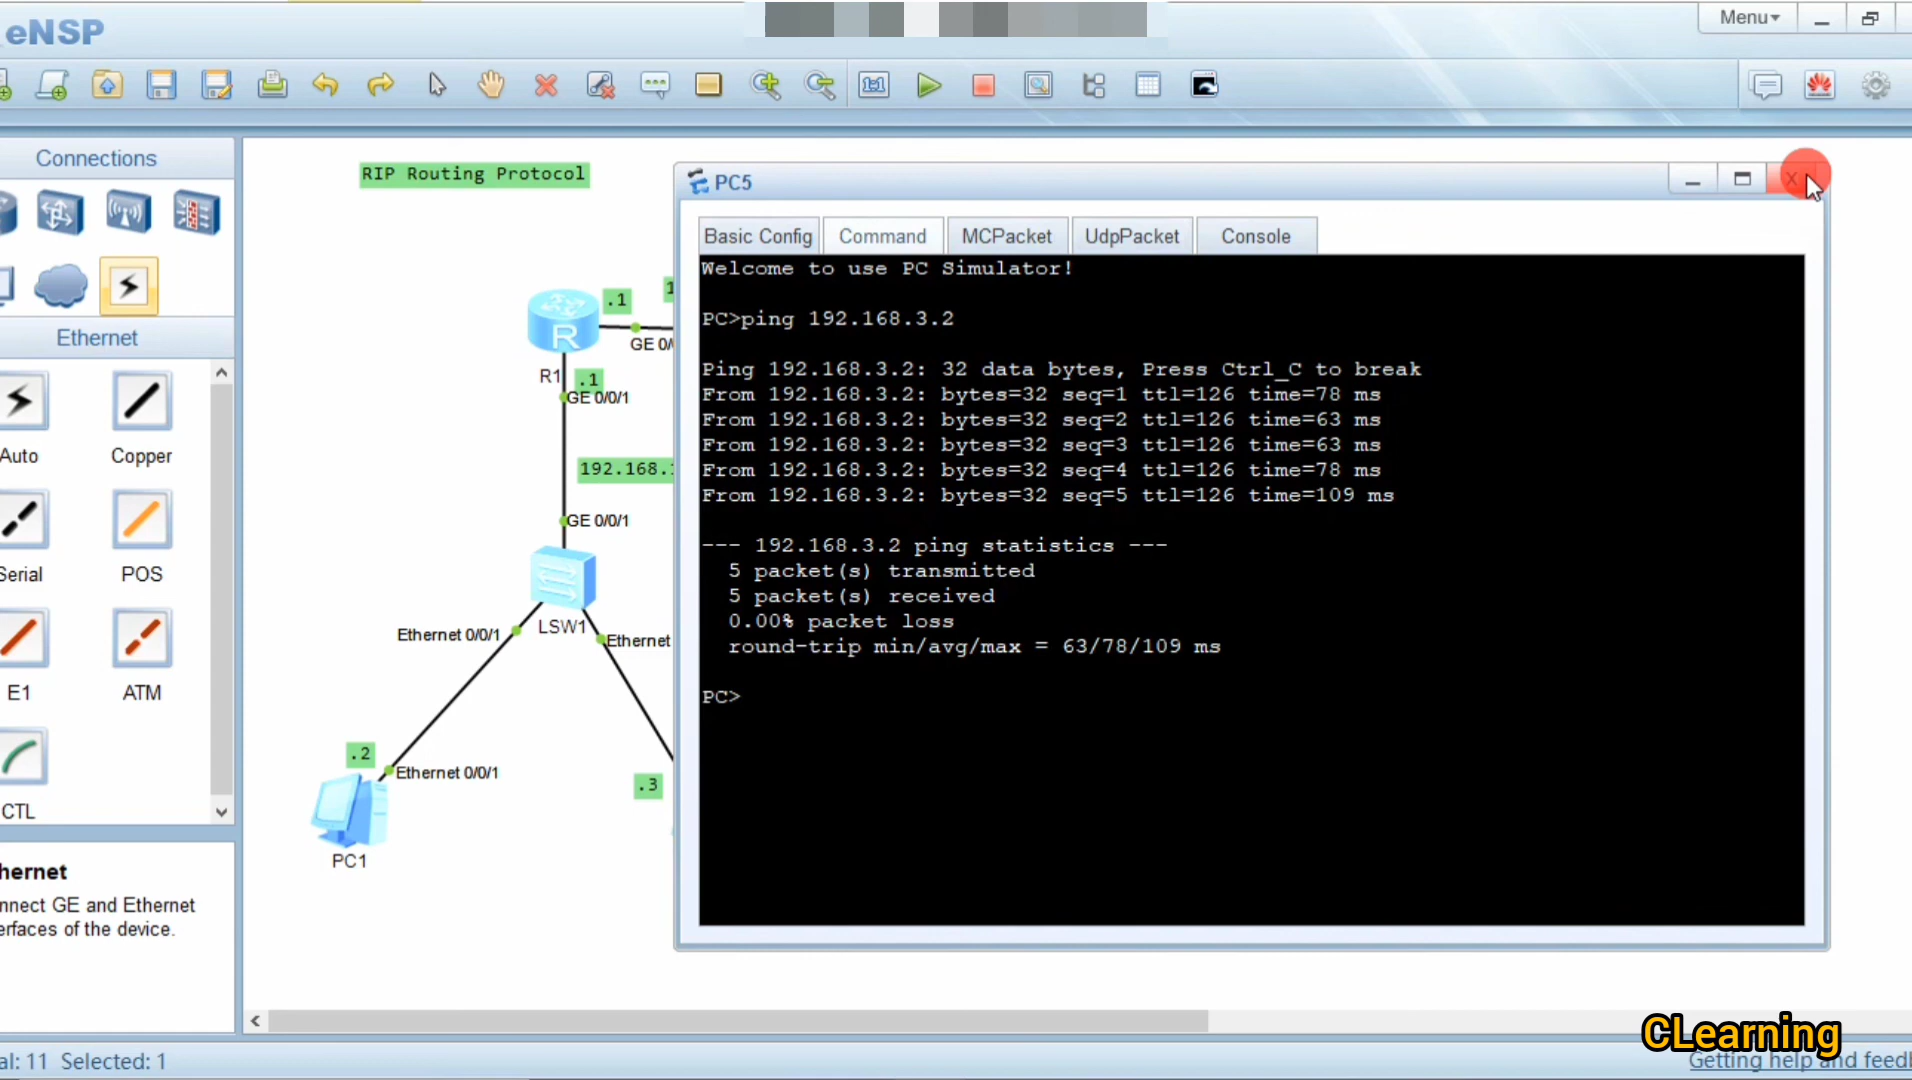 eNSP
Menu
Connections
RIP Routing Protocol
PC5
X
Basic Config
Command
MCPacket
UdpPacket
Console
Welcome to use PC Simulator!
PC>ping 192.168.3.2
Ping 192.168.3.2: 32 data bytes, Press Ctrl_C to break
From 192.168.3.2: bytes=32 seq=1 ttl=126 time=78 ms
From 192.168.3.2: bytes=32 seq=2 ttl=126 time=63 ms
From 192.168.3.2: bytes=32 seq=3 ttl=126 time=63 ms
From 192.168.3.2: bytes=32 seq=4 ttl=126 time=78 ms
From 192.168.3.2: bytes=32 seq=5 ttl=126 time=109 ms
--- 192.168.3.2 ping statistics ---
5 packet(s) transmitted
5 packet(s) received
0.00% packet loss
round-trip min/avg/max = 63/78/109 ms
PC>
Ethernet
Auto
Copper
Serial
POS
E1
ATM
CTL
hernet
nnect GE and Ethernet
erfaces of the device.
R
.1
GE 0/
R1
.1
GE 0/0/1
192.168.
GE 0/0/1
LSW1
Ethernet 0/0/1
Ethernet
.2
Ethernet 0/0/1
.3
PC1
CLearning
al: 11 Selected: 1
Getting help and feedb